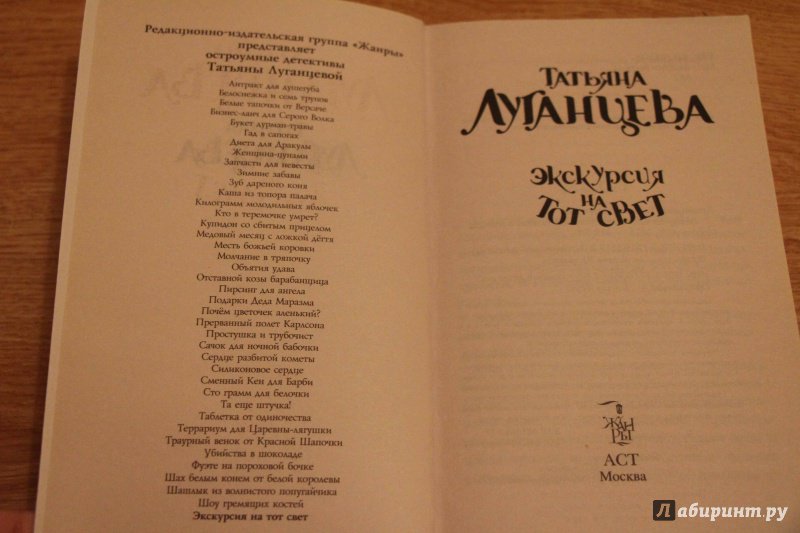 Редакционно-издательская группа «Жанры»
представляет
остроумные детективы
Татьяны Луганцевой
Антракт для душегуба
Белоснежка и семь трупов
Белые тапочки от Версаче
Бизнес-ланч для Серого Волка
Букет дурман-травы
Гад в сапогах
Диета для Дракулы
Женщина-цунами
Запчасти для невесты
Зимние забавы
Зуб дареного коня
Каша из топора палача
Килограмм молодильных яблочек
Кто в теремочке умрет?
Купидон со сбитым прицелом
Медовый месяц с ложкой дёгтя
Месть божьей коровки
Молчание в тряпочку
Объятия удава
Отставной козы барабанщица
Пирсинг для ангела
Подарки Деда Маразма
Почём цветочек аленький?
Прерванный полет Карлсона
Простушка и трубочист
Сачок для ночной бабочки
Сердце разбитой кометы
Силиконовое сердце
Сменный Кен для Барби
Сто грамм для белочки
Та еще штучка!
Таблетка от одиночества
Террариум для Царевны-лягушки
Траурный венок от Красной Шапочки
Убийства в шоколаде
Фуэте на пороховой бочке
Шах белым конем от белой королевы
Шашлык из волнистого попугайчика
Шоу гремящих костей
Экскурсия на тот свет
Татьяна
Луганцева
Экскурсия
на
тот свет
Жан
ры
АСТ
Москва
Лабиринт.ру